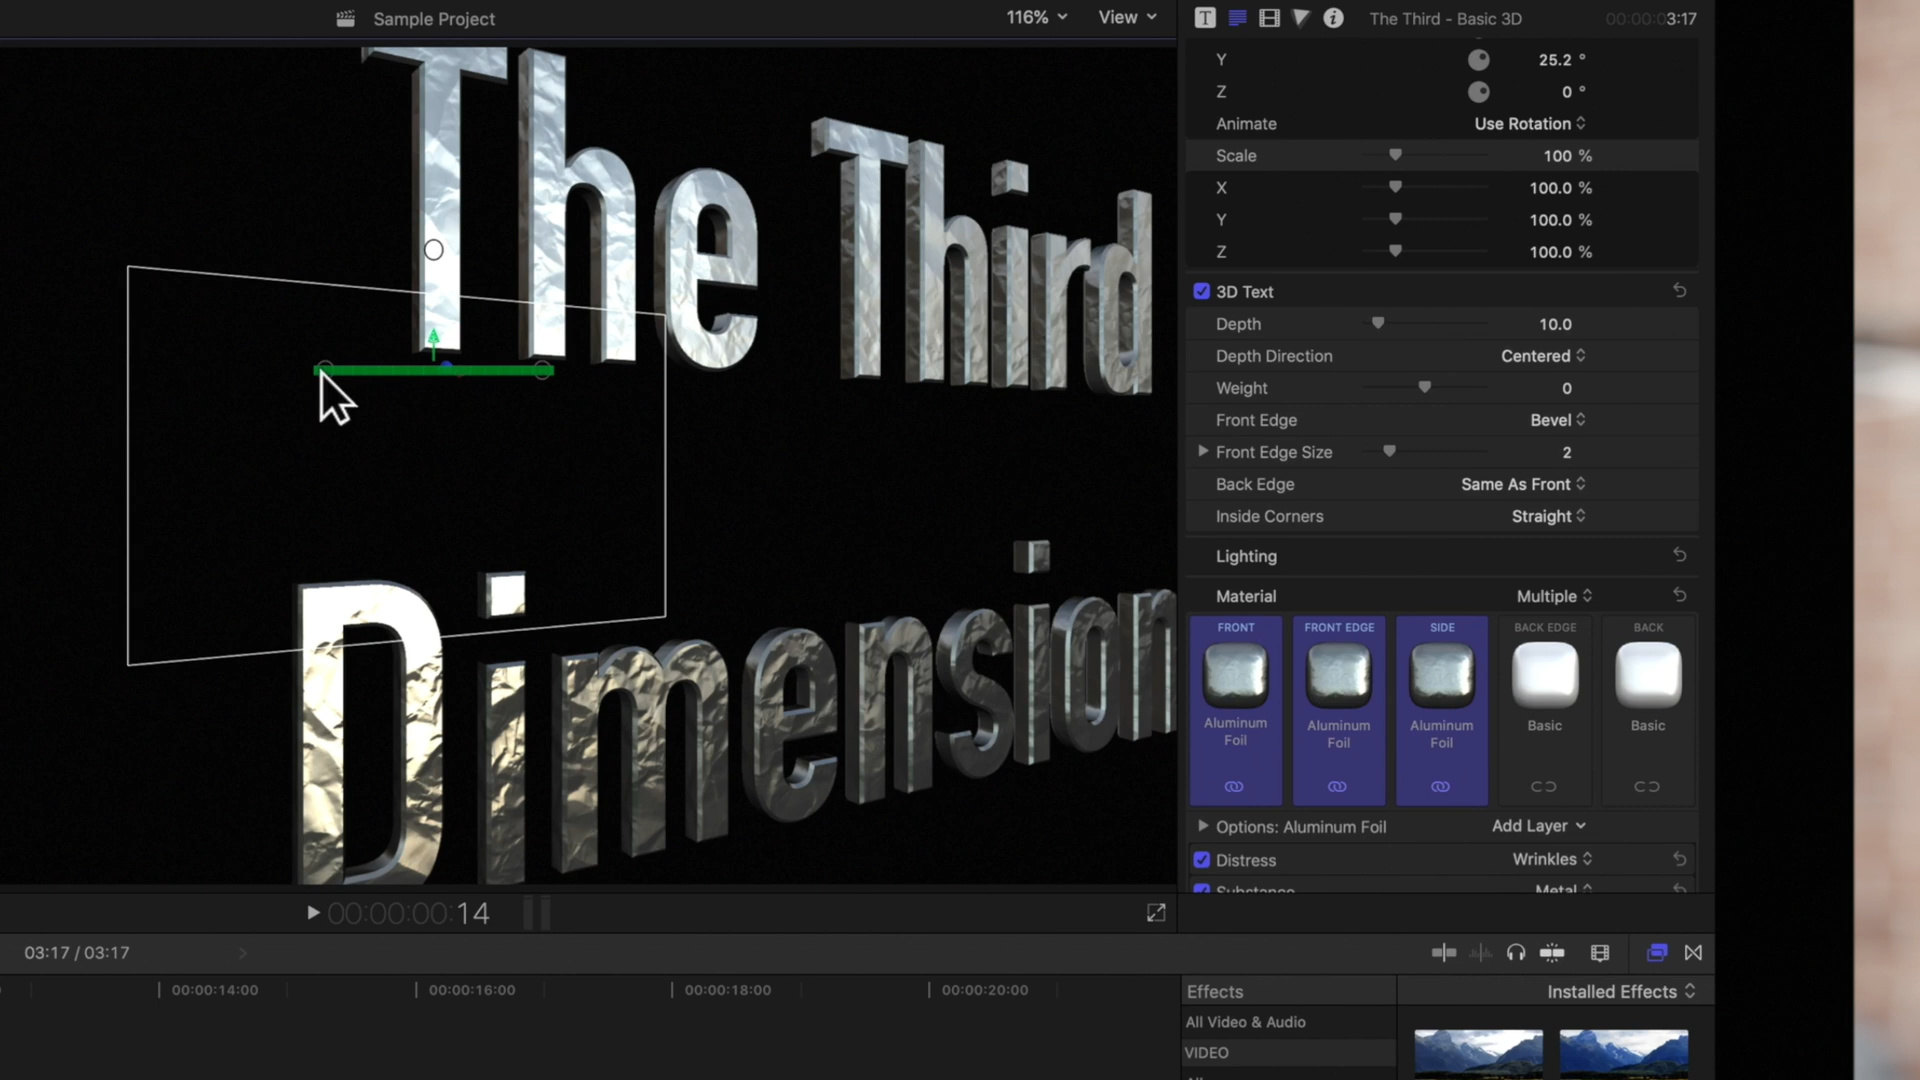 Sample Project
116%
View
T
i
The Third - Basic 3D
00:00:03:17
Y
25.2 °
Z
0 °
Animate
Use Rotation
Scale
100 %
X
100.0 %
Y
100.0 %
Z
100.0 %
3D Text
Depth
10.0
Depth Direction
Centered
Weight
0
Front Edge
Bevel
Front Edge Size
2
Back Edge
Same As Front
Inside Corners
Straight
Lighting
Material
Multiple
FRONT
FRONT EDGE
SIDE
BACK EDGE
BACK
Aluminum
Foil
Aluminum
Foil
Aluminum
Foil
Basic
Basic
Options: Aluminum Foil
Add Layer
Distress
Wrinkles
Substance
Metal
The Third
Dimension
00:00:00:14
03:17 / 03:17
00:00:14:00
00:00:16:00
00:00:18:00
00:00:20:00
Effects
Installed Effects
All Video & Audio
VIDEO